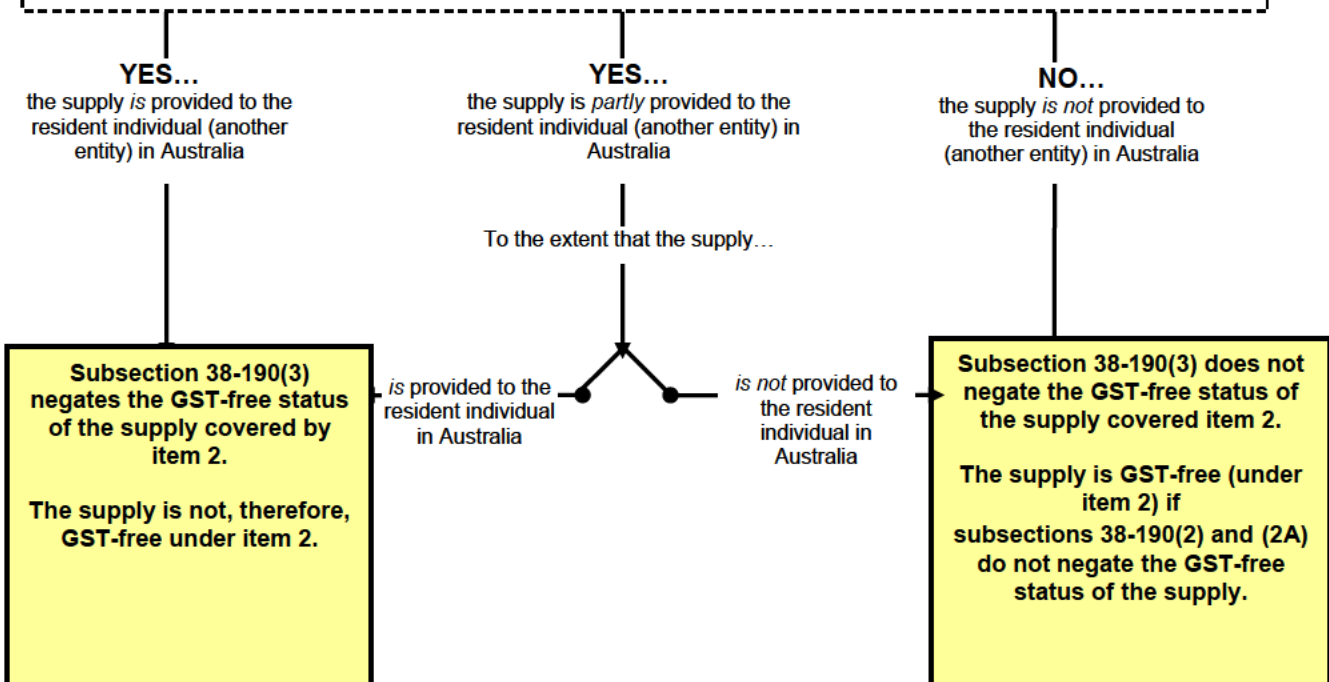 YES...
the supply is provided to the
resident individual (another
entity) in Australia
YES...
the supply is partly provided to the
resident individual (another entity) in
Australia
NO...
the supply is not provided to
the resident individual
(another entity) in Australia
To the extent that the supply...
Subsection 38-190(3)
negates the GST-free status
of the supply covered by
item 2.
The supply is not, therefore,
GST-free under item 2.
is provided to the
resident individual
in Australia
is not provided to
the resident
individual in
Australia
Subsection 38-190(3) does not
negate the GST-free status of
the supply covered item 2.
The supply is GST-free (under
item 2) if
subsections 38-190(2) and (2A)
do not negate the GST-free
status of the supply.